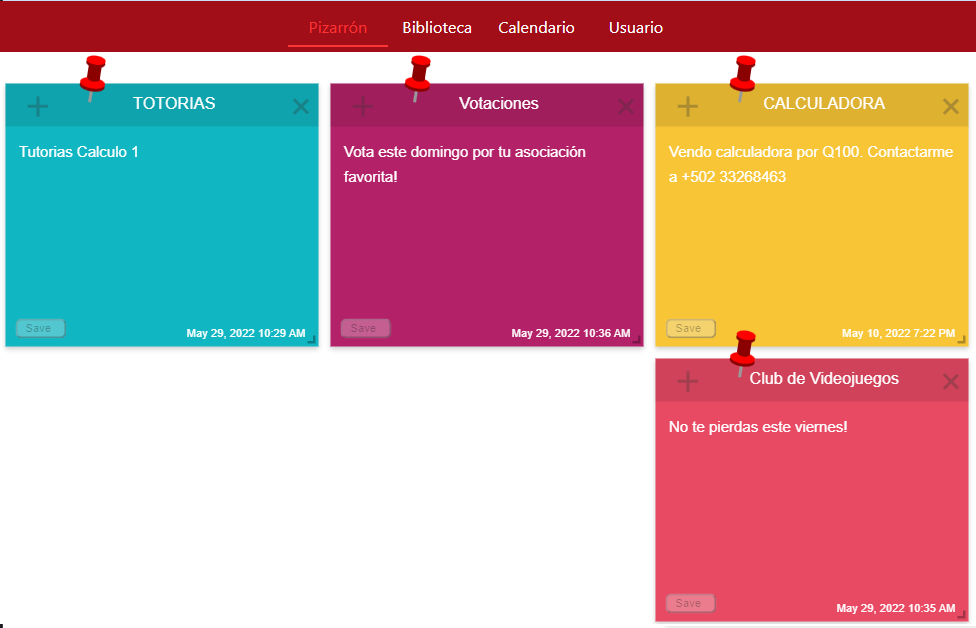 Pizarrón Biblioteca Calendario Usuario
TOTORIAS
Tutorias Calculo 1
Save
May 29, 2022 10:29 AM
Votaciones
Vota este domingo por tu asociación
favorita!
Save
May 29, 2022 10:36 AM
CALCULADORA
Vendo calculadora por Q100. Contactarme
a +502 33268463
Save
May 10, 2022 7:22 PM
Club de Videojuegos
No te pierdas este viernes!
Save
May 29, 2022 10:35 AM